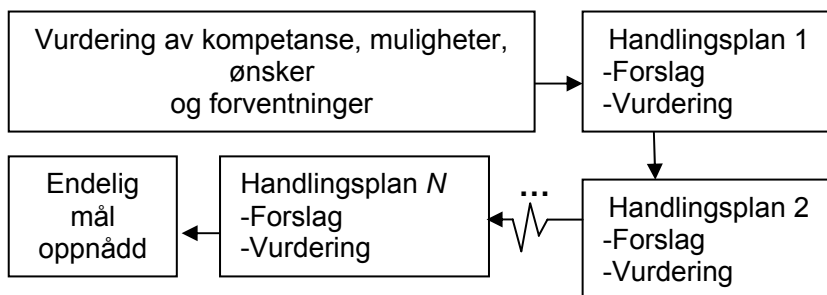 Vurdering av kompetanse, muligheter,
ønsker
og forventninger
Handlingsplan 1
-Forslag
-Vurdering
Handlingsplan 2
-Forslag
-Vurdering
...
Handlingsplan N
-Forslag
-Vurdering
Endelig
mål
oppnådd